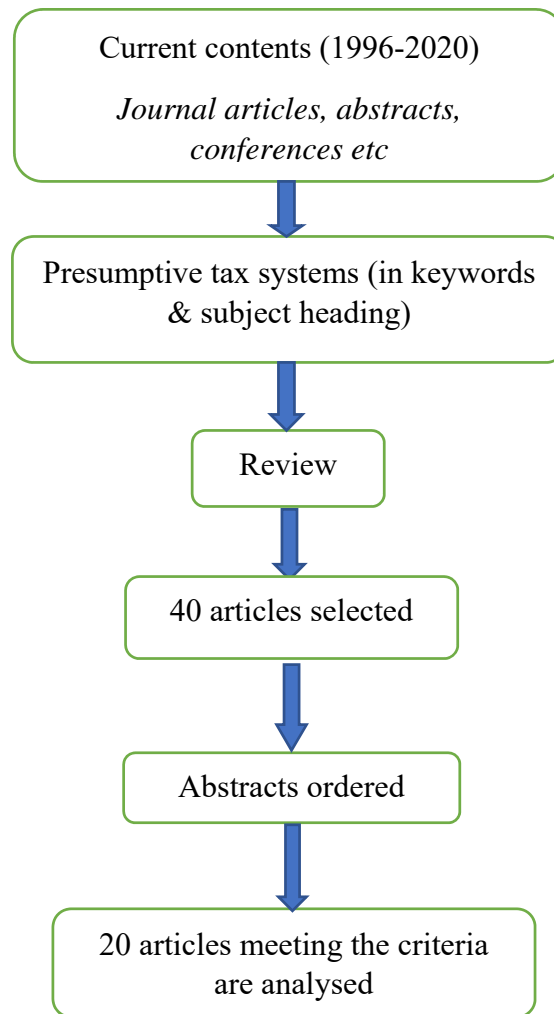 Current contents (1996-2020)
Journal articles, abstracts,
conferences etc
Presumptive tax systems (in keywords
& subject heading)
Review
40 articles selected
Abstracts ordered
20 articles meeting the criteria
are analysed